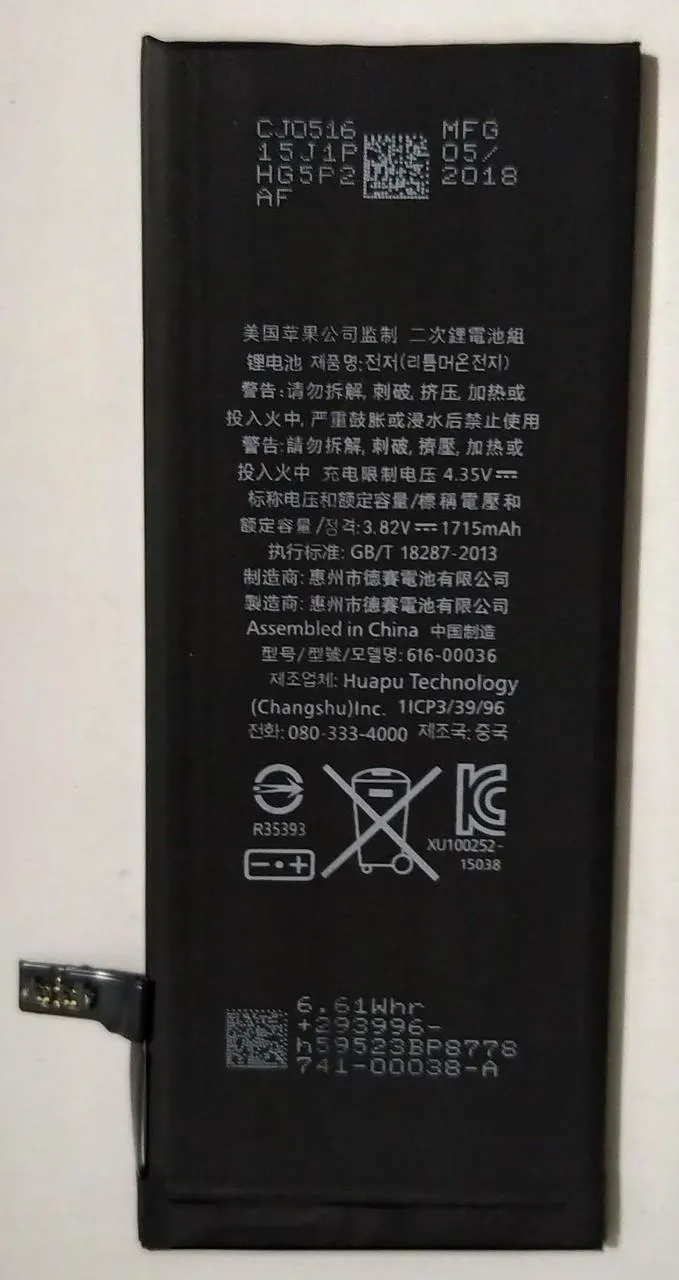 CJ0516
15J1P
HG5P2
AF
MFG
05/
2018
美国苹果公司监制 二次鋰電池組
锂电池 제품명:전저(리튬머온전지)
警告:请勿拆解, 刺破, 挤压, 加热或
投入火中, 严重鼓胀或浸水后禁止使用
警告:請勿拆解, 刺破, 擠壓, 加热或
投入火中 充电限制电压 4.35V⎓
标称电压和额定容量/標稱電壓和
额定容量/정격:3.82V⎓1715mAh
执行标准: GB/T 18287-2013
制造商: 惠州市德賽電池有限公司
製造商: 惠州市德賽電池有限公司
Assembled in China 中国制造
型号/型號/모델명: 616-00036
제조업체: Huapu Technology
(Changshu)Inc. 1ICP3/39/96
전화: 080-333-4000 제조국: 중국
R35393
XU100252-
15038
6.61Whr
+293996-
h59523BP8778
741-00038-A